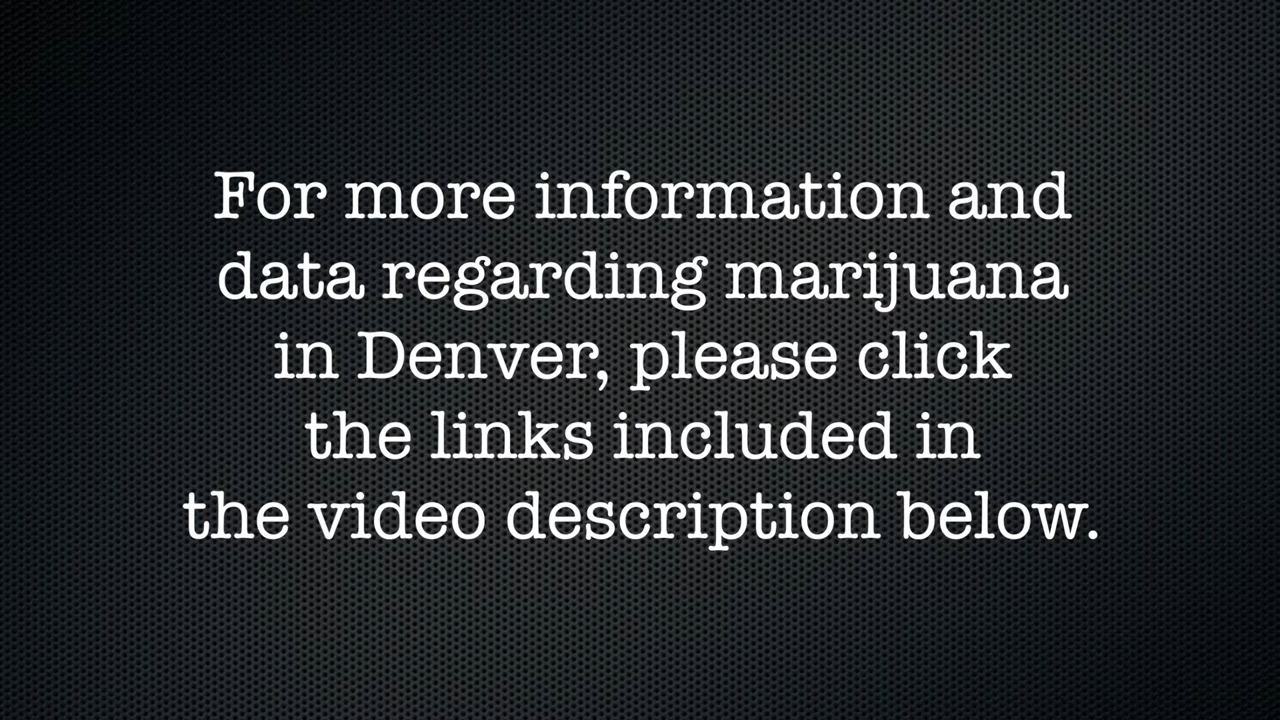 For more information and
data regarding marijuana
in Denver, please click
the links included in
the video description below.